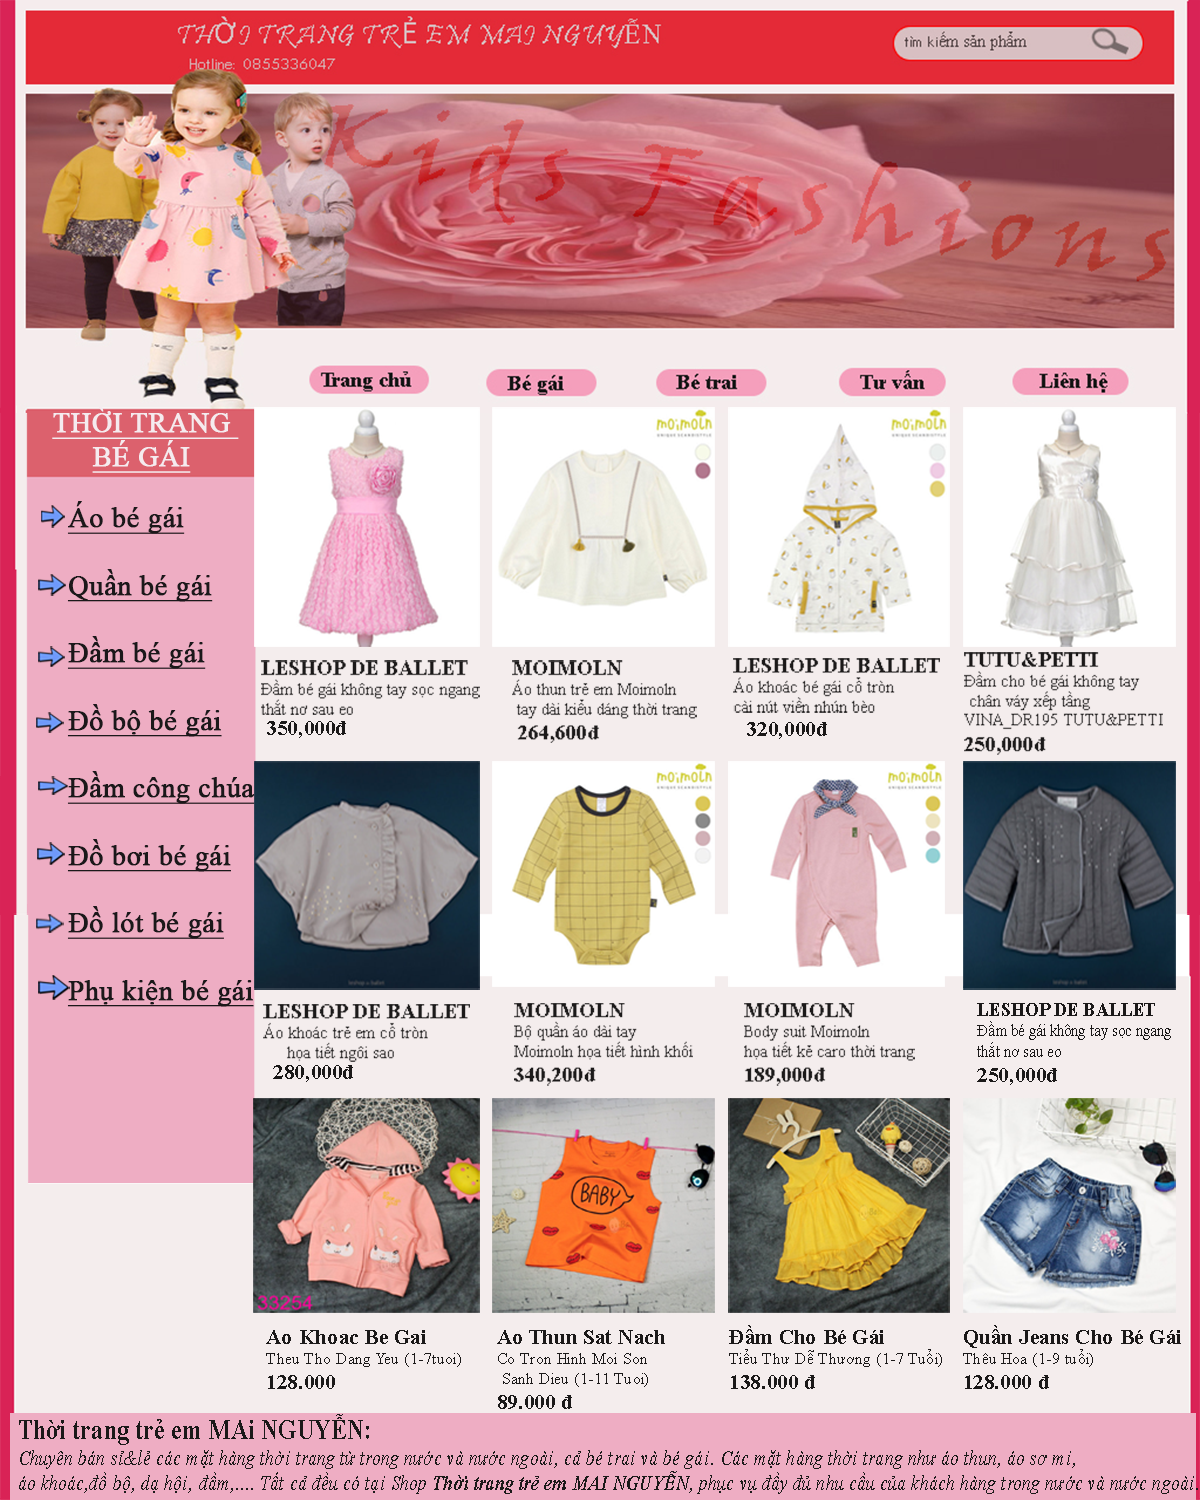 THỜI TRANG TRẺ EM MAI NGUYỄN
Hotline: 0855336047
tìm kiếm sản phẩm
Kids Fashions
Trang chủ
Bé gái
Bé trai
Tư vấn
Liên hệ
THỜI TRANG
BÉ GÁI
Áo bé gái
Quần bé gái
Đầm bé gái
Đồ bộ bé gái
Đầm công chúa
Đồ bơi bé gái
Đồ lót bé gái
Phụ kiện bé gái
moimoln
UNIQUE SCANDISTYLE
moimoln
UNIQUE SCANDISTYLE
LESHOP DE BALLET
Đầm bé gái không tay sọc ngang
thắt nơ sau eo
350,000đ
MOIMOLN
Áo thun trẻ em Moimoln
tay dài kiểu dáng thời trang
264,600đ
LESHOP DE BALLET
Áo khoác bé gái cổ tròn
cài nút viền nhún bèo
320,000đ
TUTU&PETTI
Đầm cho bé gái không tay
chân váy xếp tầng
VINA_DR195 TUTU&PETTI
250,000đ
moimoln
UNIQUE SCANDISTYLE
moimoln
UNIQUE SCANDISTYLE
LESHOP DE BALLET
Áo khoác trẻ em cổ tròn
họa tiết ngôi sao
280,000đ
MOIMOLN
Bộ quần áo dài tay
Moimoln họa tiết hình khối
340,200đ
MOIMOLN
Body suit Moimoln
họa tiết kẻ caro thời trang
189,000đ
LESHOP DE BALLET
Đầm bé gái không tay sọc ngang
thắt nơ sau eo
250,000đ
33254
BABY
Ao Khoac Be Gai
Theu Tho Dang Yeu (1-7tuoi)
128.000
Ao Thun Sat Nach
Co Tron Hinh Moi Son
Sanh Dieu (1-11 Tuoi)
89.000 đ
Đầm Cho Bé Gái
Tiểu Thư Dễ Thương (1-7 Tuổi)
138.000 đ
Quần Jeans Cho Bé Gái
Thêu Hoa (1-9 tuổi)
128.000 đ
Thời trang trẻ em MAi NGUYỄN:
Chuyên bán sỉ&lẻ các mặt hàng thời trang từ trong nước và nước ngoài, cả bé trai và bé gái. Các mặt hàng thời trang như áo thun, áo sơ mi,
áo khoác,đồ bộ, dạ hội, đầm,.... Tất cả đều có tại Shop Thời trang trẻ em MAI NGUYỄN, phục vụ đầy đủ nhu cầu của khách hàng trong nước và nước ngoài